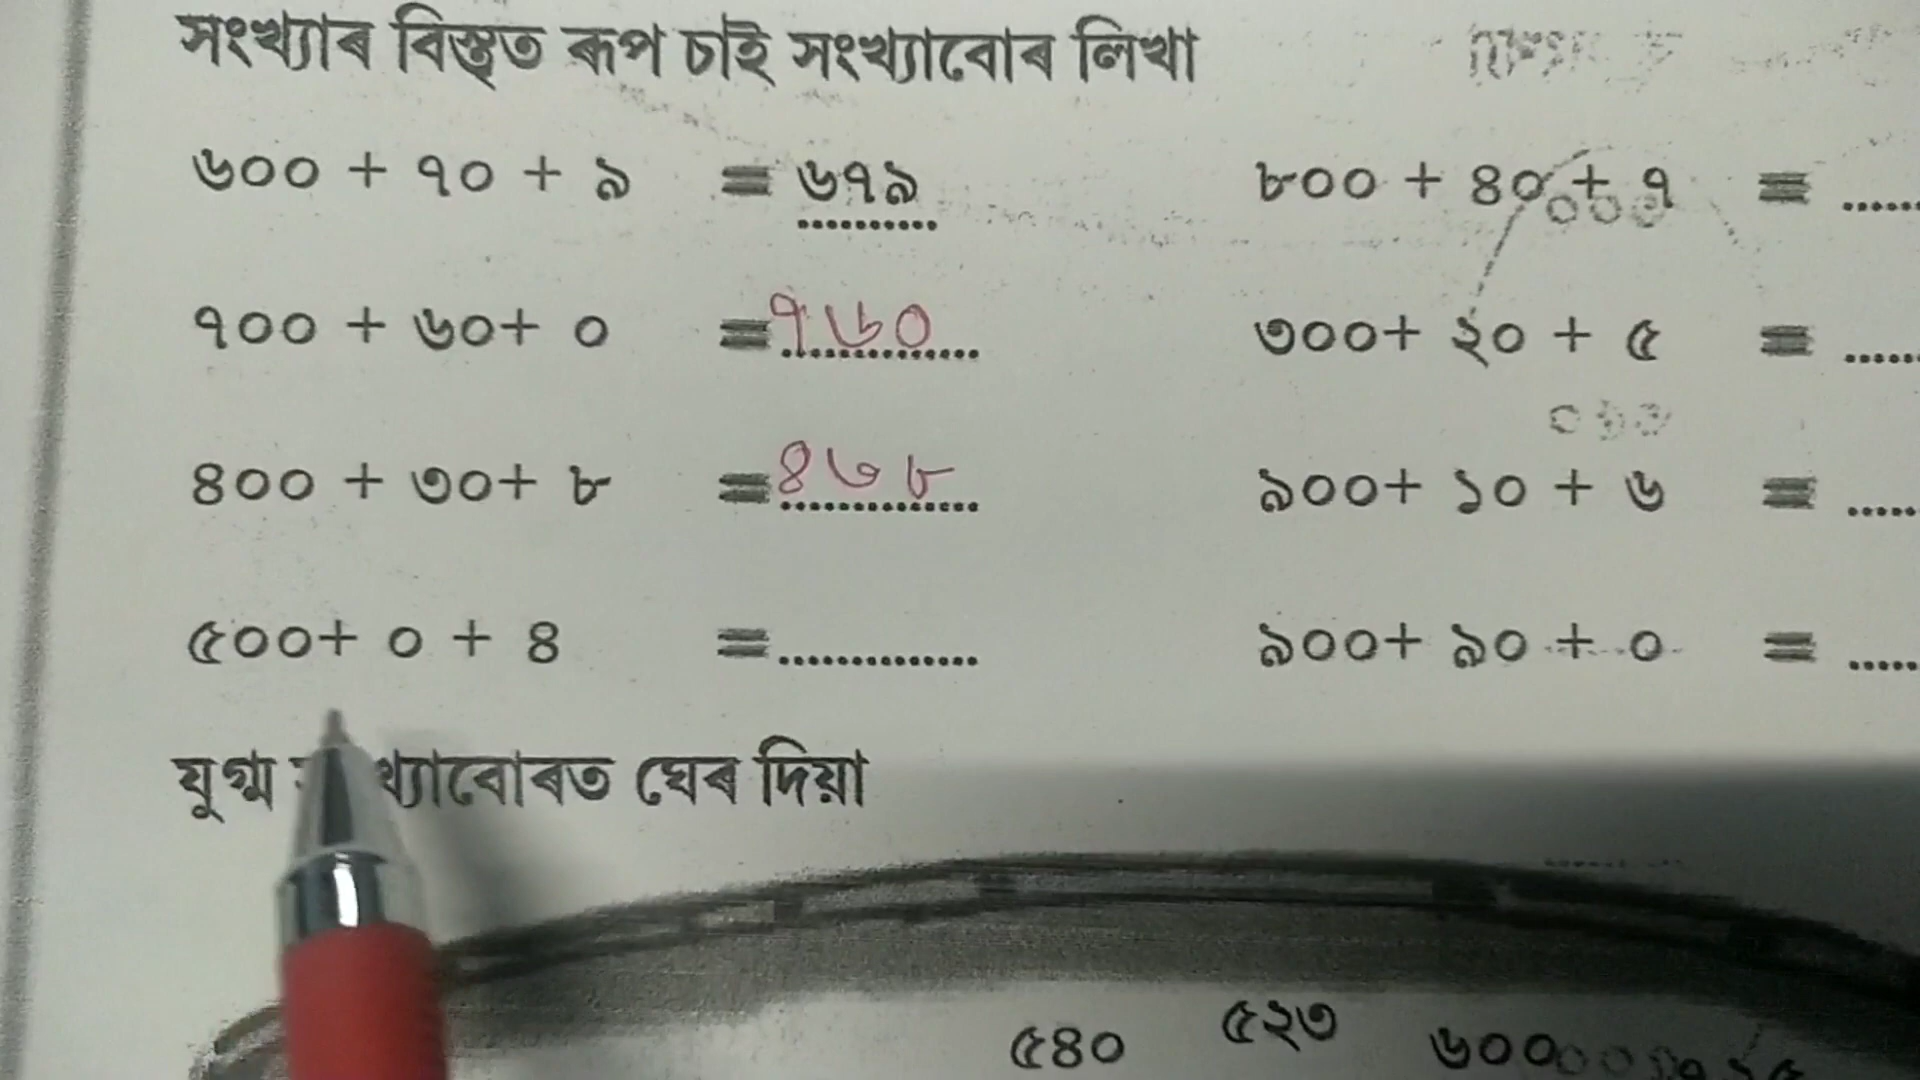 সংখ্যাৰ বিস্তৃত ৰূপ চাই সংখ্যাবোৰ লিখা
৬০০ + ৭০ + ৯ = ৬৭৯ ৮০০ + ৪০ + ৭ = ......
৭০০ + ৬০+ ০ = ৭৬০ ৩০০+ ২০ + ৫ = ......
৪০০ + ৩০+ ৮ = ৪৩৮ ৯০০+ ১০ + ৬ = ......
৫০০+ ০ + ৪ = .............. ৯০০+ ৯০ + ০ = ......
যুগ্ম খ্যাবোৰত ঘেৰ দিয়া
৫৪০ ৫২৩ ৬০০